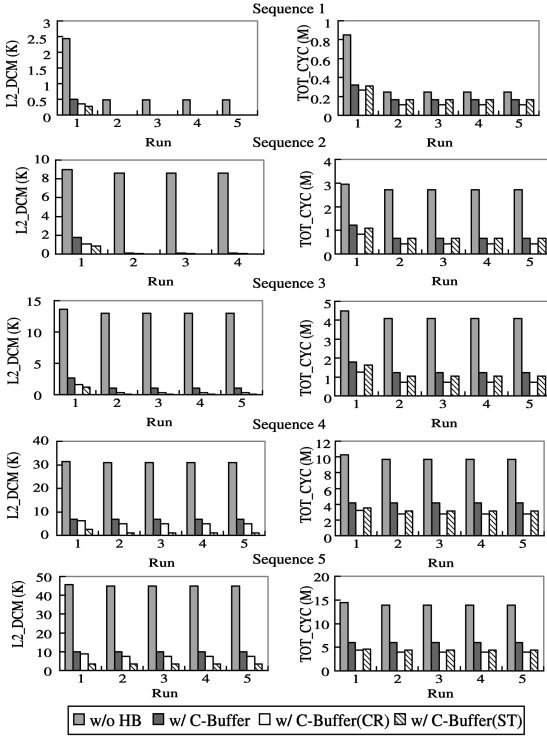 Sequence 1
L2_DCM (K)
3
2.5
2
1.5
1
0.5
0
1 2 3 4 5
Run
TOT_CYC (M)
1
0.8
0.6
0.4
0.2
0
1 2 3 4 5
Run
Sequence 2
L2_DCM (K)
10
8
6
4
2
0
1 2 3 4
Run
TOT_CYC (M)
4
3
2
1
0
1 2 3 4 5
Run
Sequence 3
L2_DCM (K)
15
10
5
0
1 2 3 4 5
Run
TOT_CYC (M)
5
4
3
2
1
0
1 2 3 4 5
Run
Sequence 4
L2_DCM (K)
40
30
20
10
0
1 2 3 4 5
Run
TOT_CYC (M)
12
10
8
6
4
2
0
1 2 3 4 5
Run
Sequence 5
L2_DCM (K)
50
40
30
20
10
0
1 2 3 4 5
Run
TOT_CYC (M)
20
15
10
5
0
1 2 3 4 5
Run
w/o HB w/ C-Buffer w/ C-Buffer(CR) w/ C-Buffer(ST)